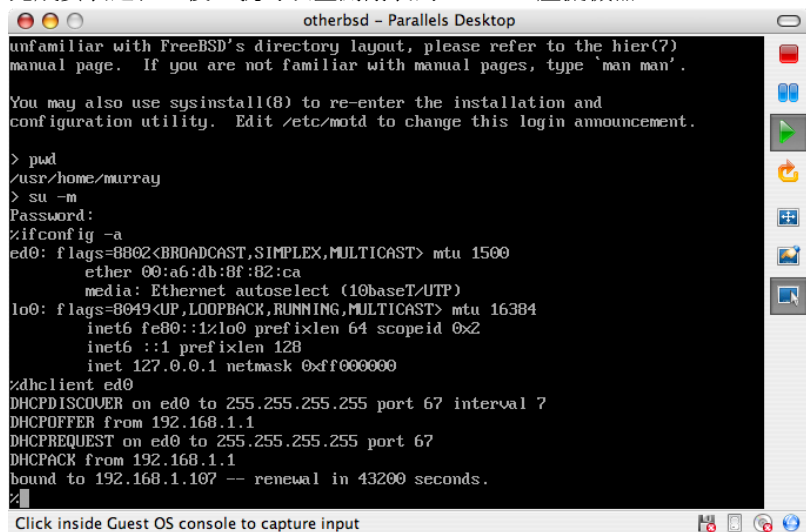 otherbsd – Parallels Desktop
unfamiliar with FreeBSD's directory layout, please refer to the hier(7)
manual page.  If you are not familiar with manual pages, type `man man'.
You may also use sysinstall(8) to re-enter the installation and
configuration utility.  Edit /etc/motd to change this login announcement.
> pwd
/usr/home/murray
> su -m
Password:
%ifconfig -a
ed0: flags=8802<BROADCAST,SIMPLEX,MULTICAST> mtu 1500
ether 00:a6:db:8f:82:ca
media: Ethernet autoselect (10baseT/UTP)
lo0: flags=8049<UP,LOOPBACK,RUNNING,MULTICAST> mtu 16384
inet6 fe80::1%lo0 prefixlen 64 scopeid 0x2
inet6 ::1 prefixlen 128
inet 127.0.0.1 netmask 0xff000000
%dhclient ed0
DHCPDISCOVER on ed0 to 255.255.255.255 port 67 interval 7
DHCPOFFER from 192.168.1.1
DHCPREQUEST on ed0 to 255.255.255.255 port 67
DHCPACK from 192.168.1.1
bound to 192.168.1.107 -- renewal in 43200 seconds.
%
Click inside Guest OS console to capture input